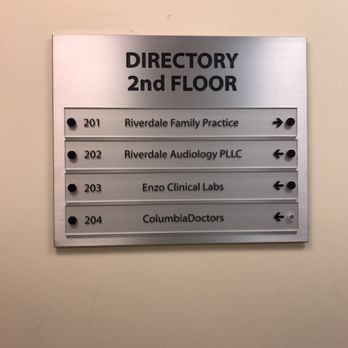 DIRECTORY
2nd FLOOR
201 Riverdale Family Practice →
202 Riverdale Audiology PLLC ←
203 Enzo Clinical Labs ←
204 ColumbiaDoctors ←